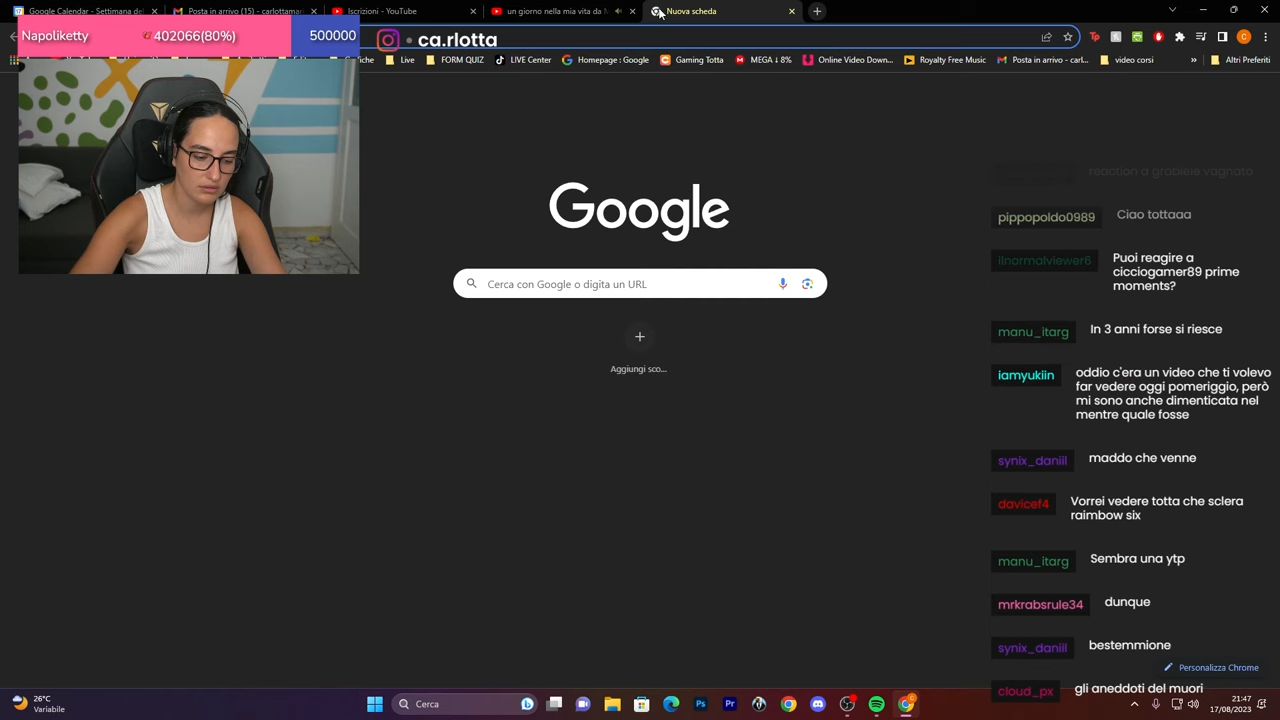 Google Calendar - Settimana de
Posta in arrivo (15) - carlottamar
Iscrizioni - YouTube
un giorno nella mia vita da N
Nuova scheda
Napoliketty
402066(80%)
500000
ca.rlotta
Live
FORM QUIZ
LIVE Center
Homepage : Google
Gaming Totta
MEGA ↓ 8%
Online Video Down...
Royalty Free Music
Posta in arrivo - carl...
video corsi
»
Altri Preferiti
C
Google
Cerca con Google o digita un URL
Aggiungi sco...
pippopoldo0989 Ciao tottaaa
Puoi reagire a
cicciogamer89 prime
moments?
manu_itarg In 3 anni forse si riesce
iamyukiin oddio c'era un video che ti volevo
far vedere oggi pomeriggio, però
mi sono anche dimenticata nel
mentre quale fosse
synix_daniil maddo che venne
davicef4 Vorrei vedere totta che sclera
raimbow six
manu_itarg Sembra una ytp
mrkrabsrule34 dunque
synix_daniil bestemmione
Personalizza Chrome
cloud_px gli aneddoti del muori
26°C
Variabile
Cerca
21:47
17/08/2023